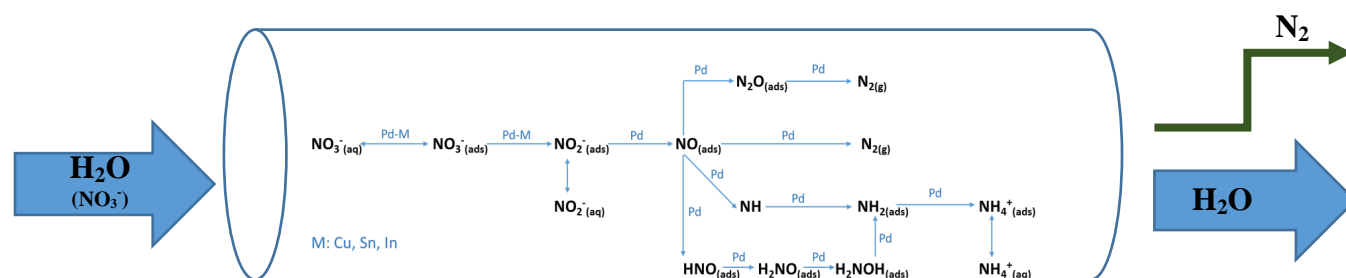 N₂
Pd Pd
N₂O(ads) N₂(g)
Pd-M Pd-M Pd Pd
NO₃⁻(aq) NO₃⁻(ads) NO₂⁻(ads) NO(ads) N₂(g)
H₂O
(NO₃⁻)
Pd Pd Pd
NO₂⁻(aq) NH NH₂(ads) NH₄⁺(ads)
H₂O
Pd Pd
M: Cu, Sn, In
Pd Pd
HNO(ads) H₂NO(ads) H₂NOH(ads) NH₄⁺(aq)